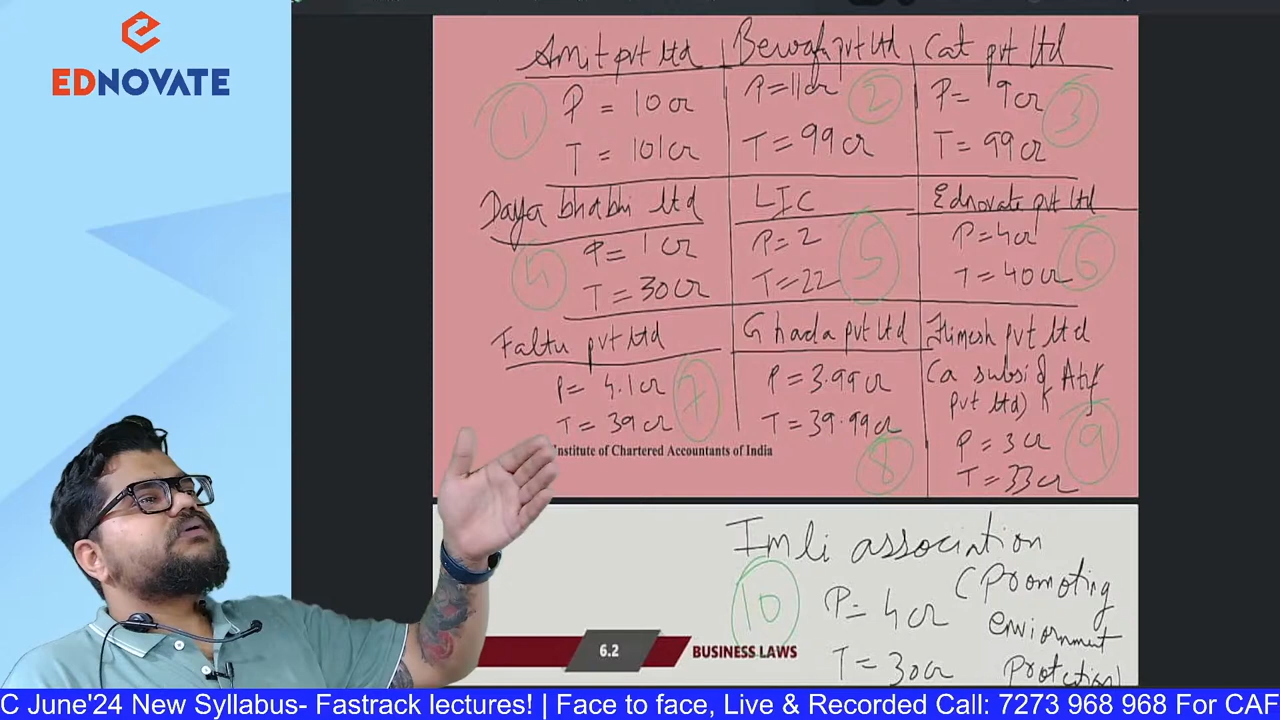 EDNOVATE
Amit pvt ltd
Bewafa pvt ltd
Cat pvt ltd
1
P = 10 cr
T = 101 cr
P = 11 cr
2
T = 99 cr
P = 9 cr
3
T = 99 cr
Daya bhabhi ltd
LIC
Ednovate pvt ltd
4
P = 1 cr
T = 30 cr
P = 2
5
T = 22
P = 4 cr
6
T = 40 cr
Faltu pvt ltd
Ghada pvt ltd
Himesh pvt ltd
(a subsi of Atif
pvt ltd)
P = 4.1 cr
7
T = 39 cr
P = 3.99 cr
T = 39.99 cr
8
P = 3 cr
9
T = 33 cr
Institute of Chartered Accountants of India
Imli association
10
P = 4 cr
T = 30 cr
(Promoting
enviornment
protection)
6.2
BUSINESS LAWS
C June'24 New Syllabus- Fastrack lectures! | Face to face, Live & Recorded Call: 7273 968 968 For CAF